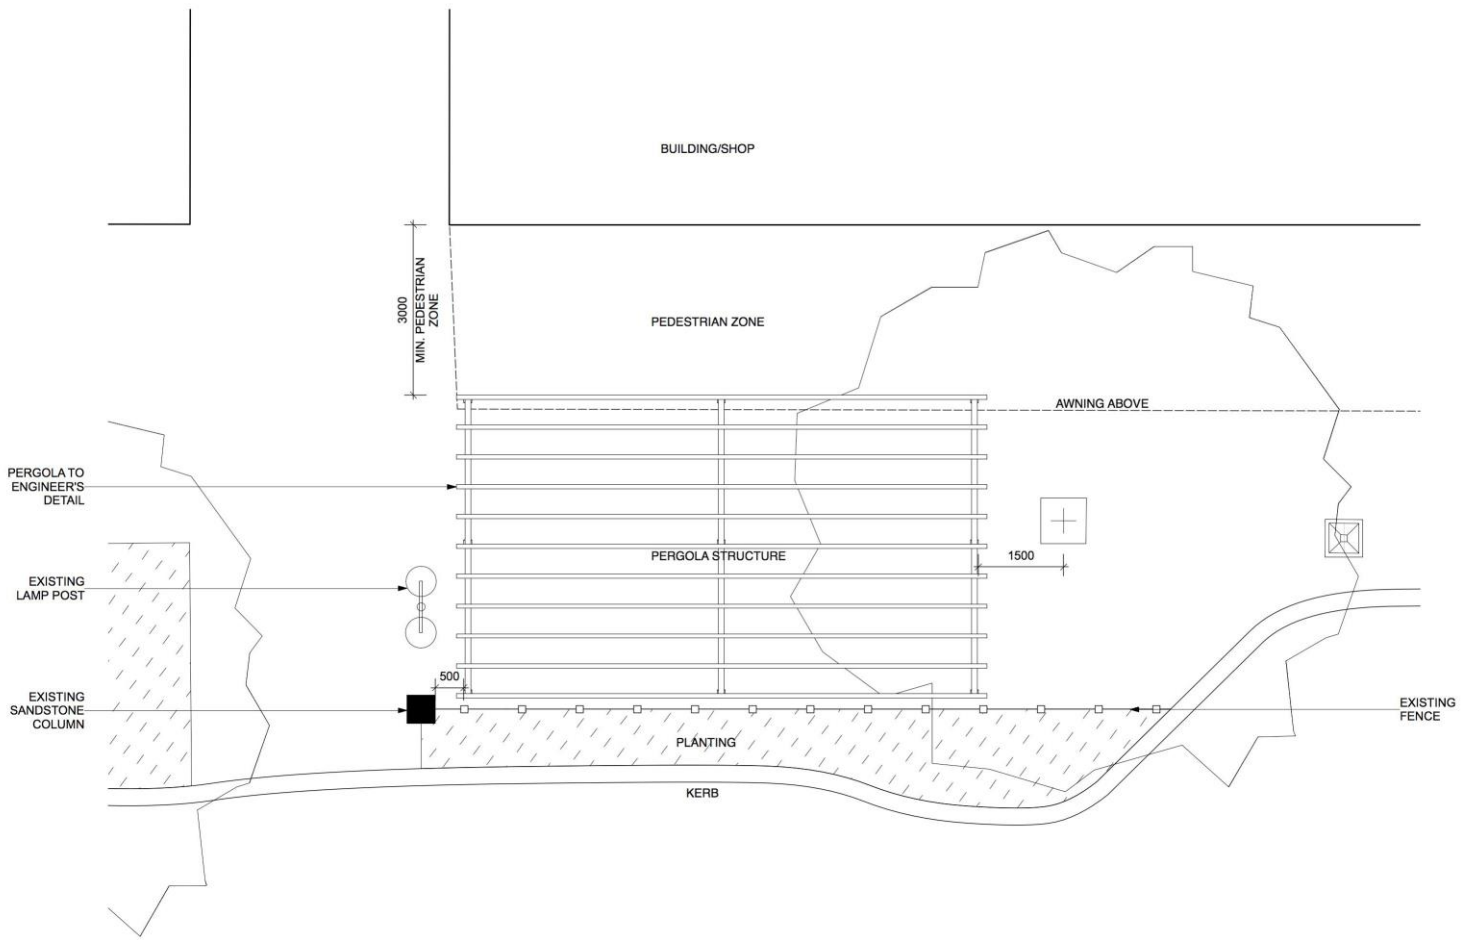 BUILDING/SHOP
3000
MIN. PEDESTRIAN
ZONE
PEDESTRIAN ZONE
AWNING ABOVE
PERGOLA TO
ENGINEER'S
DETAIL
PERGOLA STRUCTURE
1500
EXISTING
LAMP POST
500
EXISTING
SANDSTONE
COLUMN
EXISTING
FENCE
PLANTING
KERB